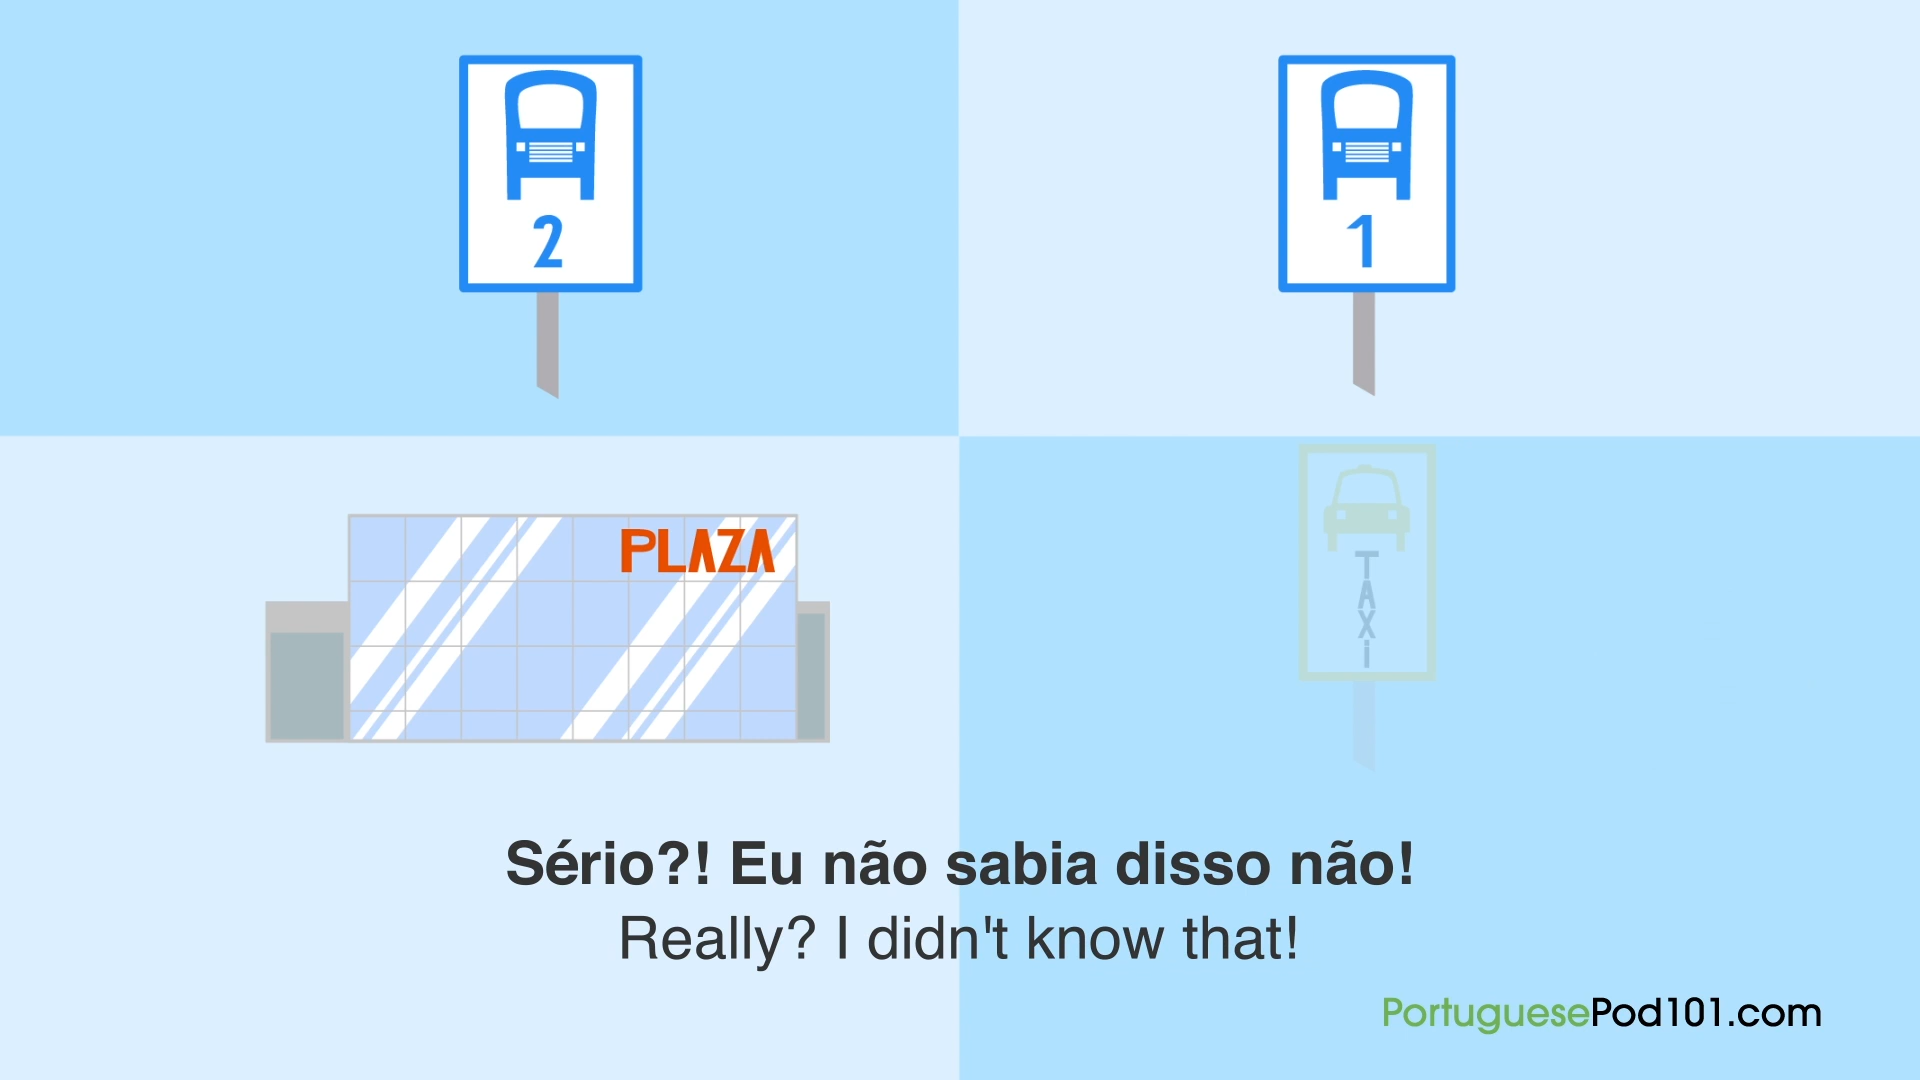 2
1
PLAZA
TAXi
Sério?! Eu não sabia disso não!
Really? I didn't know that!
PortuguesePod101.com